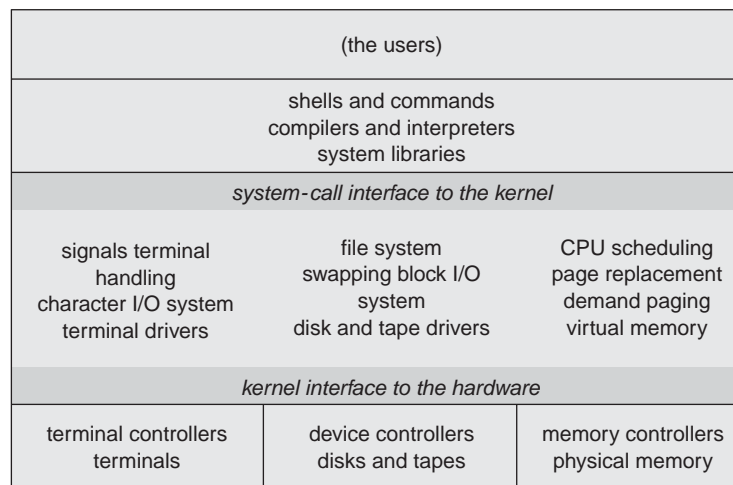 (the users)
shells and commands
compilers and interpreters
system libraries
system-call interface to the kernel
signals terminal
handling
character I/O system
terminal drivers
file system
swapping block I/O
system
disk and tape drivers
CPU scheduling
page replacement
demand paging
virtual memory
kernel interface to the hardware
terminal controllers
terminals
device controllers
disks and tapes
memory controllers
physical memory